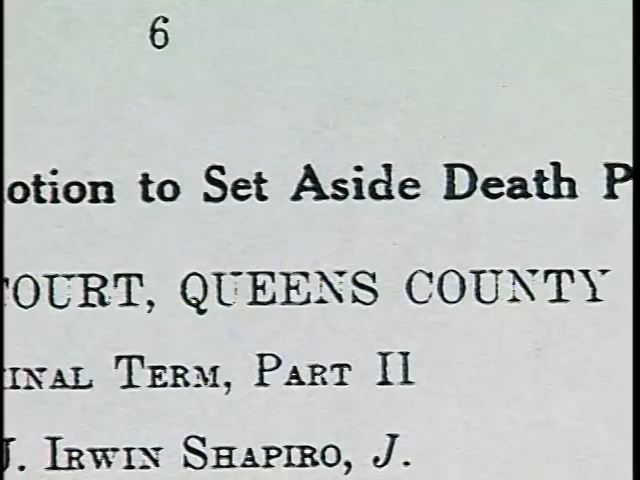 6
otion to Set Aside Death P
OURT, QUEENS COUNTY
INAL TERM, PART II
J. IRWIN SHAPIRO, J.